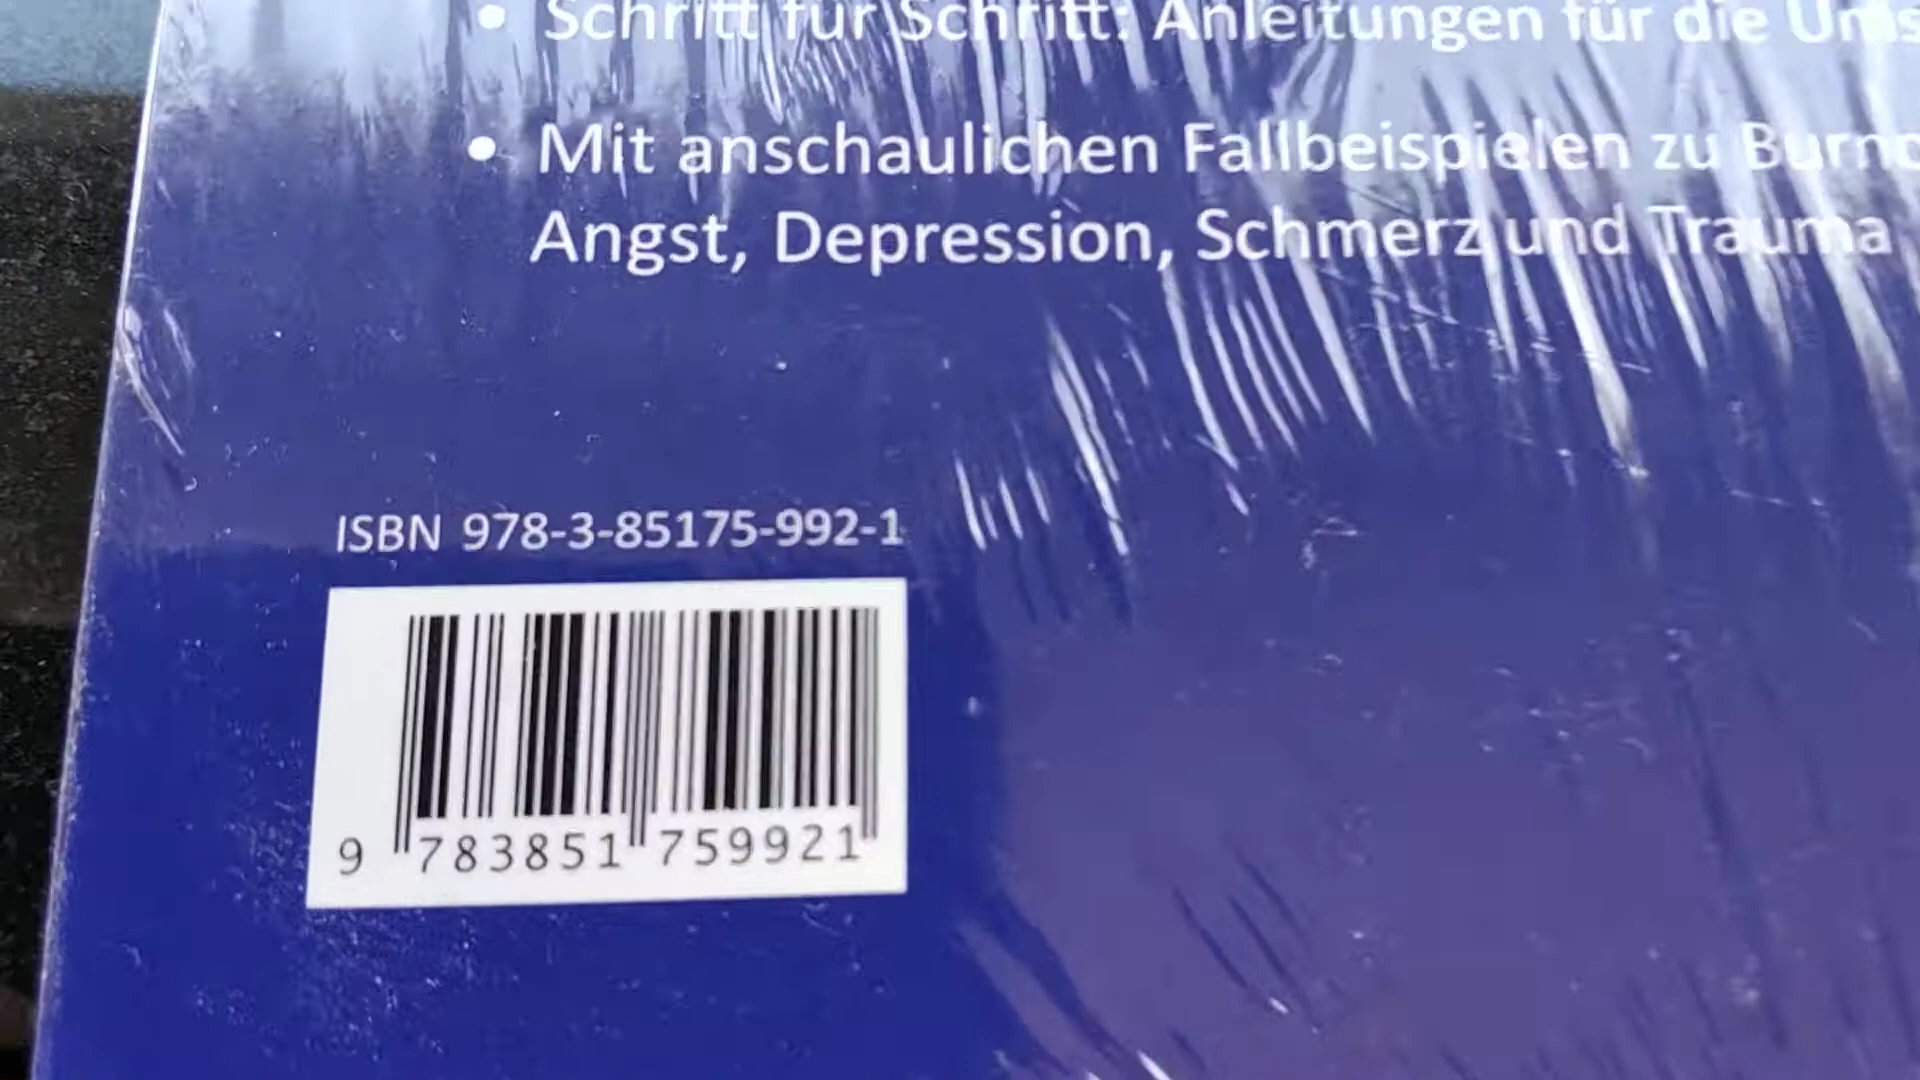 • Schritt für Schritt: Anleitungen für die
• Mit anschaulichen Fallbeispielen zu
Angst, Depression, Schmerz und Trauma
ISBN 978-3-85175-992-1
9 783851 759921